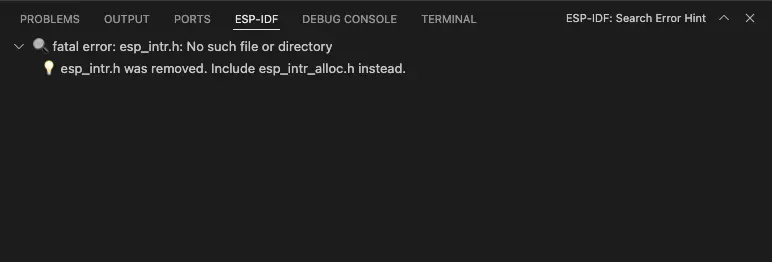 PROBLEMS OUTPUT PORTS ESP-IDF DEBUG CONSOLE TERMINAL ESP-IDF: Search Error Hint
fatal error: esp_intr.h: No such file or directory
esp_intr.h was removed. Include esp_intr_alloc.h instead.